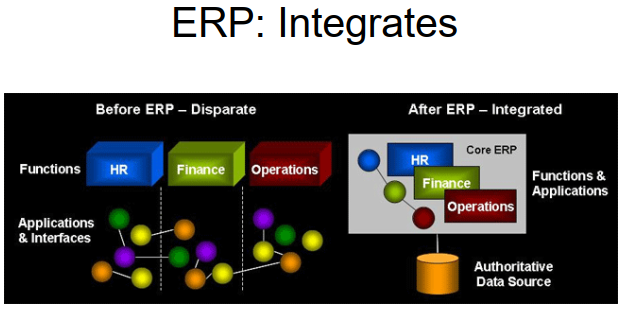 ERP: Integrates
Before ERP – Disparate
Functions
HR
Finance
Operations
Applications
& Interfaces
After ERP – Integrated
Core ERP
HR
Finance
Operations
Functions &
Applications
Authoritative
Data Source